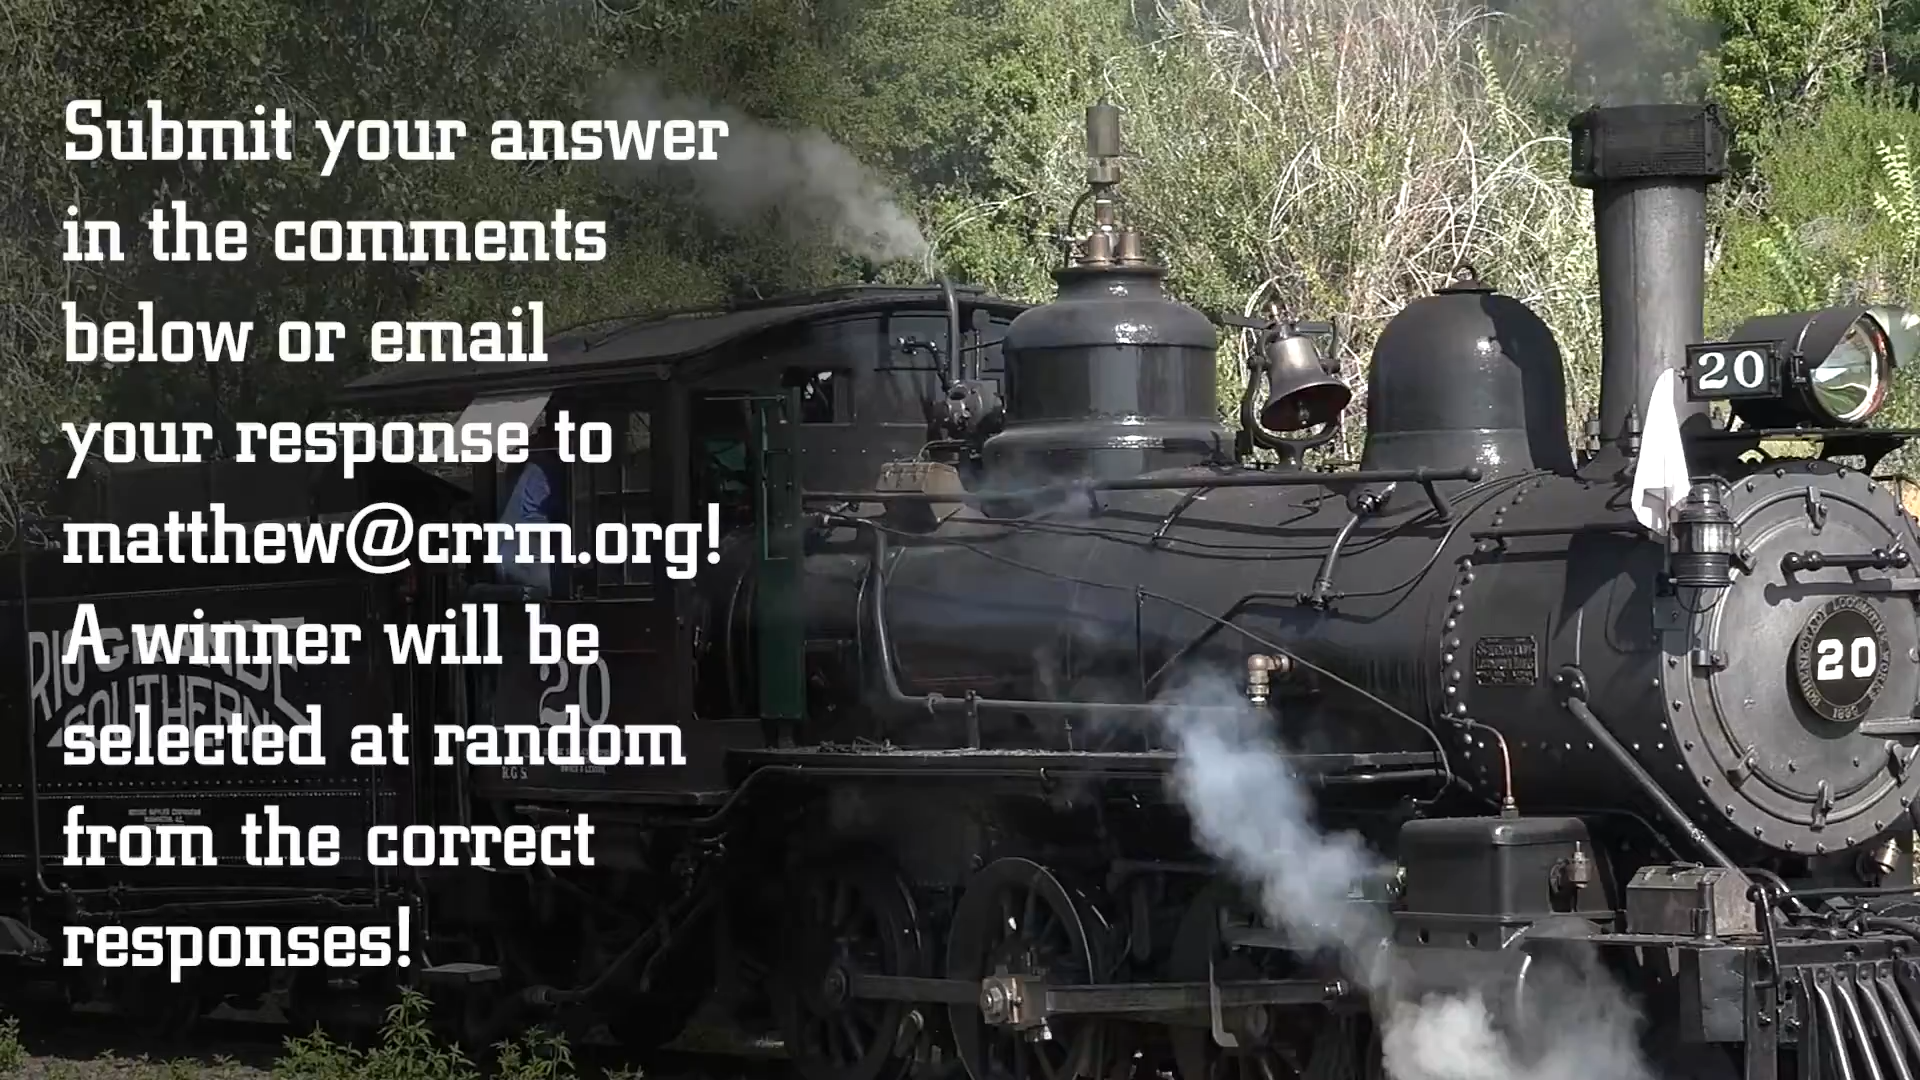 Submit your answer
in the comments
below or email
your response to
matthew@crrm.org!
A winner will be
selected at random
from the correct
responses!
RIO GRANDE
SOUTHERN
20
R.G.S.
20
20